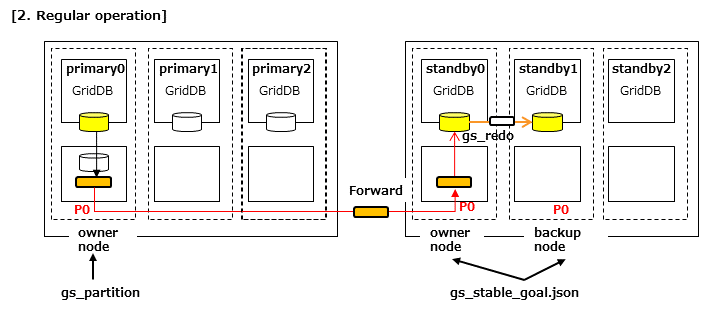 [2. Regular operation]
primary0
GridDB
primary1
GridDB
primary2
GridDB
standby0
GridDB
standby1
GridDB
standby2
GridDB
gs_redo
Forward
P0
P0
P0
owner
node
owner
node
backup
node
gs_partition
gs_stable_goal.json